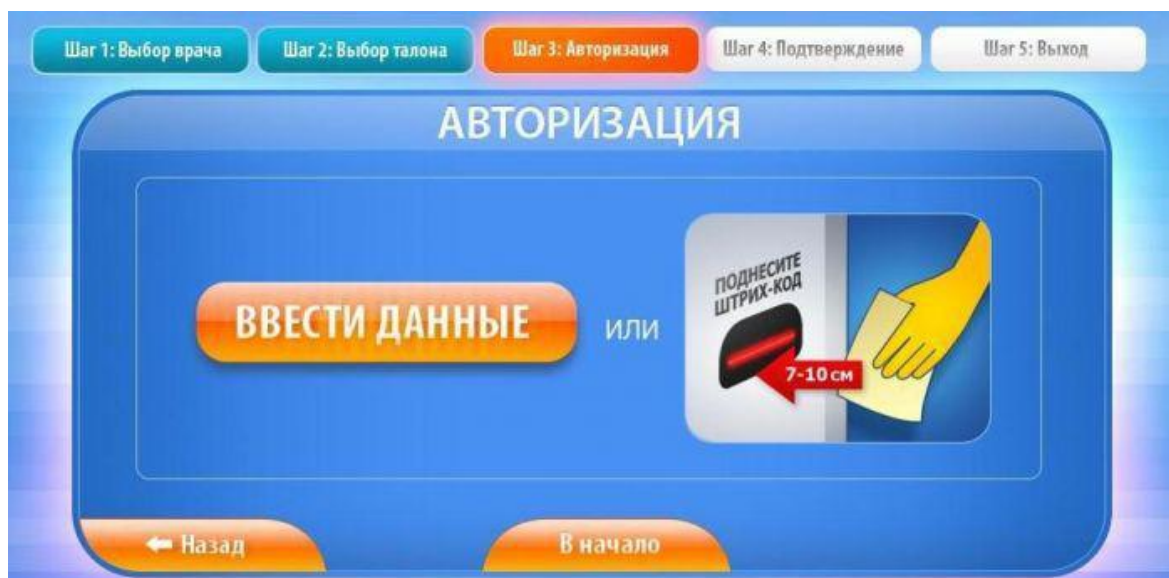 Шаг 1: Выбор врача
Шаг 2: Выбор талона
Шаг 3: Авторизация
Шаг 4: Подтверждение
Шаг 5: Выход
АВТОРИЗАЦИЯ
ВВЕСТИ ДАННЫЕ
ИЛИ
ПОДНЕСИТЕ
ШТРИХ-КОД
7-10 см
Назад
В начало